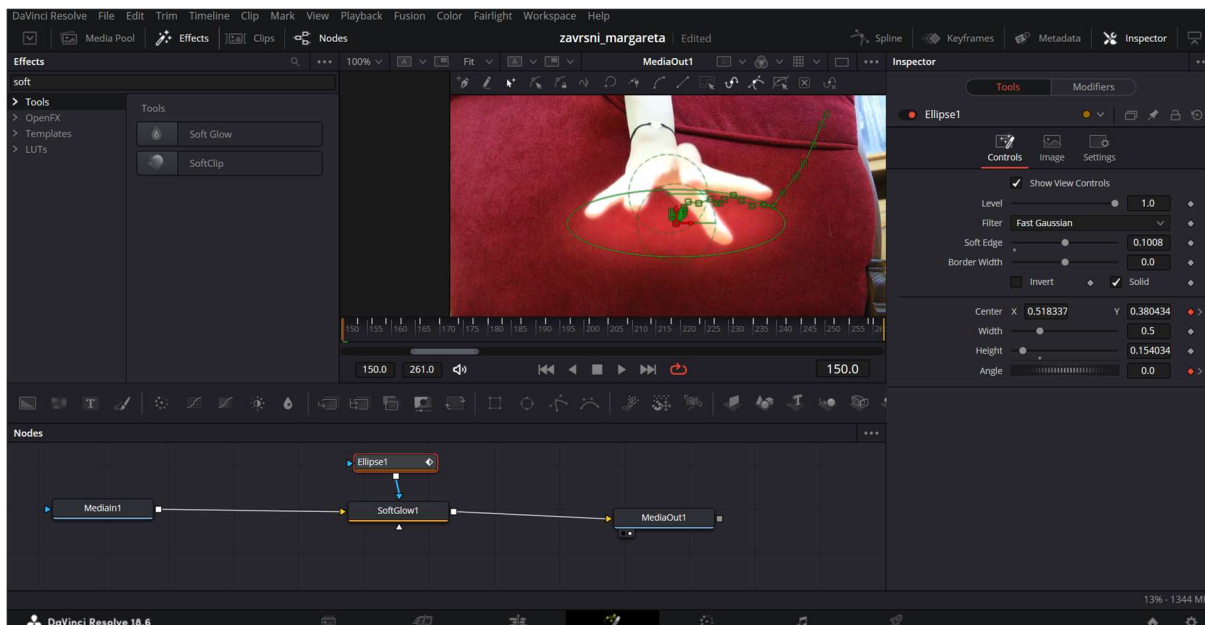 DaVinci Resolve File Edit Trim Timeline Clip Mark View Playback Fusion Color Fairlight Workspace Help
Media Pool Effects Clips Nodes zavrsni_margareta Edited Spline Keyframes Metadata Inspector
Effects 100% Fit MediaOut1 Inspector
soft
Tools
OpenFX
Templates
LUTs
Tools
Soft Glow
SoftClip
Tools Modifiers
Ellipse1
Controls Image Settings
Show View Controls
Level 1.0
Filter Fast Gaussian
Soft Edge 0.1008
Border Width 0.0
Invert Solid
Center X 0.518337 Y 0.380434
Width 0.5
Height 0.154034
Angle 0.0
150 155 160 165 170 175 180 185 190 195 200 205 210 215 220 225 230 235 240 245 250 255
150.0 261.0 150.0
T
Nodes
Ellipse1
MediaIn1
SoftGlow1
MediaOut1
13% - 1344 M
DaVinci Resolve 18.6